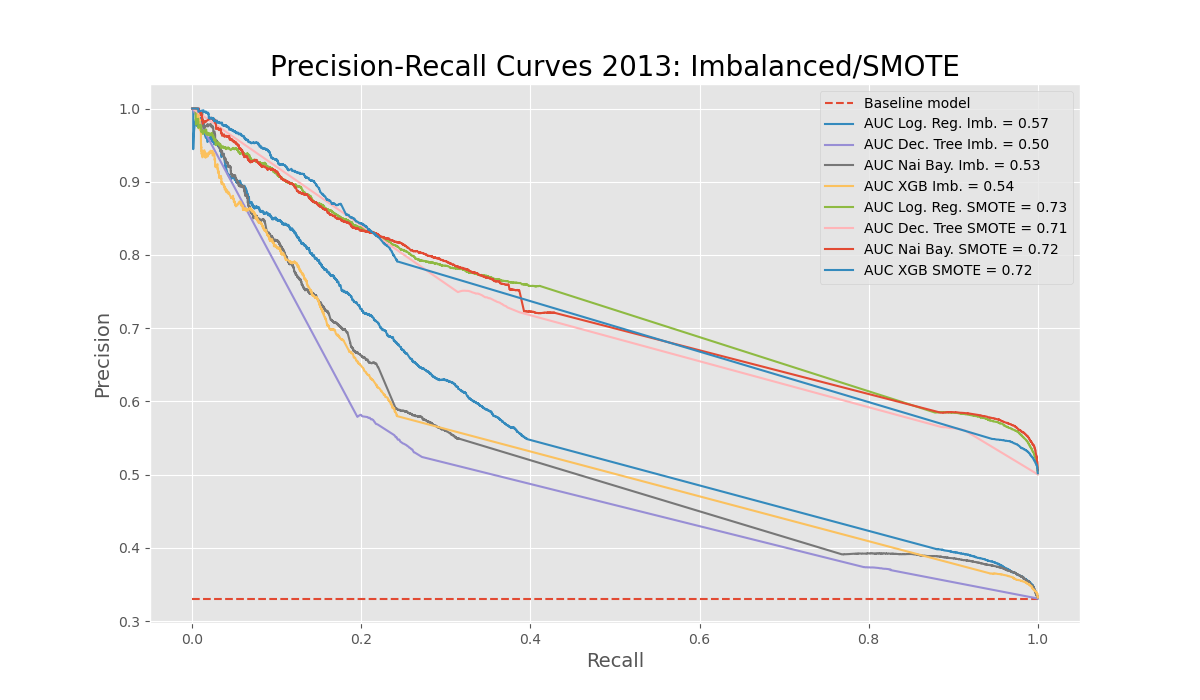 Precision-Recall Curves 2013: Imbalanced/SMOTE
Baseline model
AUC Log. Reg. Imb. = 0.57
AUC Dec. Tree Imb. = 0.50
AUC Nai Bay. Imb. = 0.53
AUC XGB Imb. = 0.54
AUC Log. Reg. SMOTE = 0.73
AUC Dec. Tree SMOTE = 0.71
AUC Nai Bay. SMOTE = 0.72
AUC XGB SMOTE = 0.72
Precision
1.0
0.9
0.8
0.7
0.6
0.5
0.4
0.3
0.0 0.2 0.4 0.6 0.8 1.0
Recall